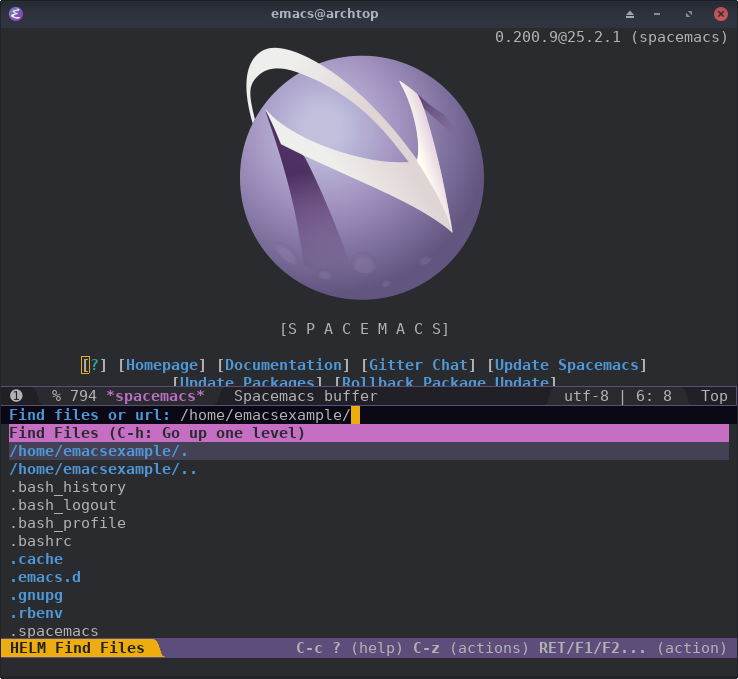 emacs@archtop
0.200.9@25.2.1 (spacemacs)
[S P A C E M A C S]
[?] [Homepage] [Documentation] [Gitter Chat] [Update Spacemacs]
[Update Packages] [Rollback Package Update]
❶ % 794 *spacemacs* Spacemacs buffer utf-8 | 6: 8 Top
Find files or url: /home/emacsexample/
Find Files (C-h: Go up one level)
/home/emacsexample/.
/home/emacsexample/..
.bash_history
.bash_logout
.bash_profile
.bashrc
.cache
.emacs.d
.gnupg
.rbenv
.spacemacs
HELM Find Files C-c ? (help) C-z (actions) RET/F1/F2... (action)